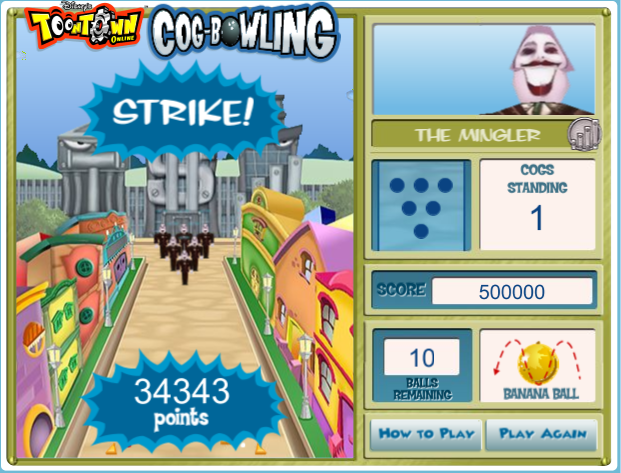 Disney's
TOONTOWN
ONLINE
COG-BOWLING
STRIKE!
THE MINGLER
COGS
STANDING
1
SCORE 500000
34343
points
10
BALLS
REMAINING
BANANA BALL
HOW TO PLAY
PLAY AGAIN